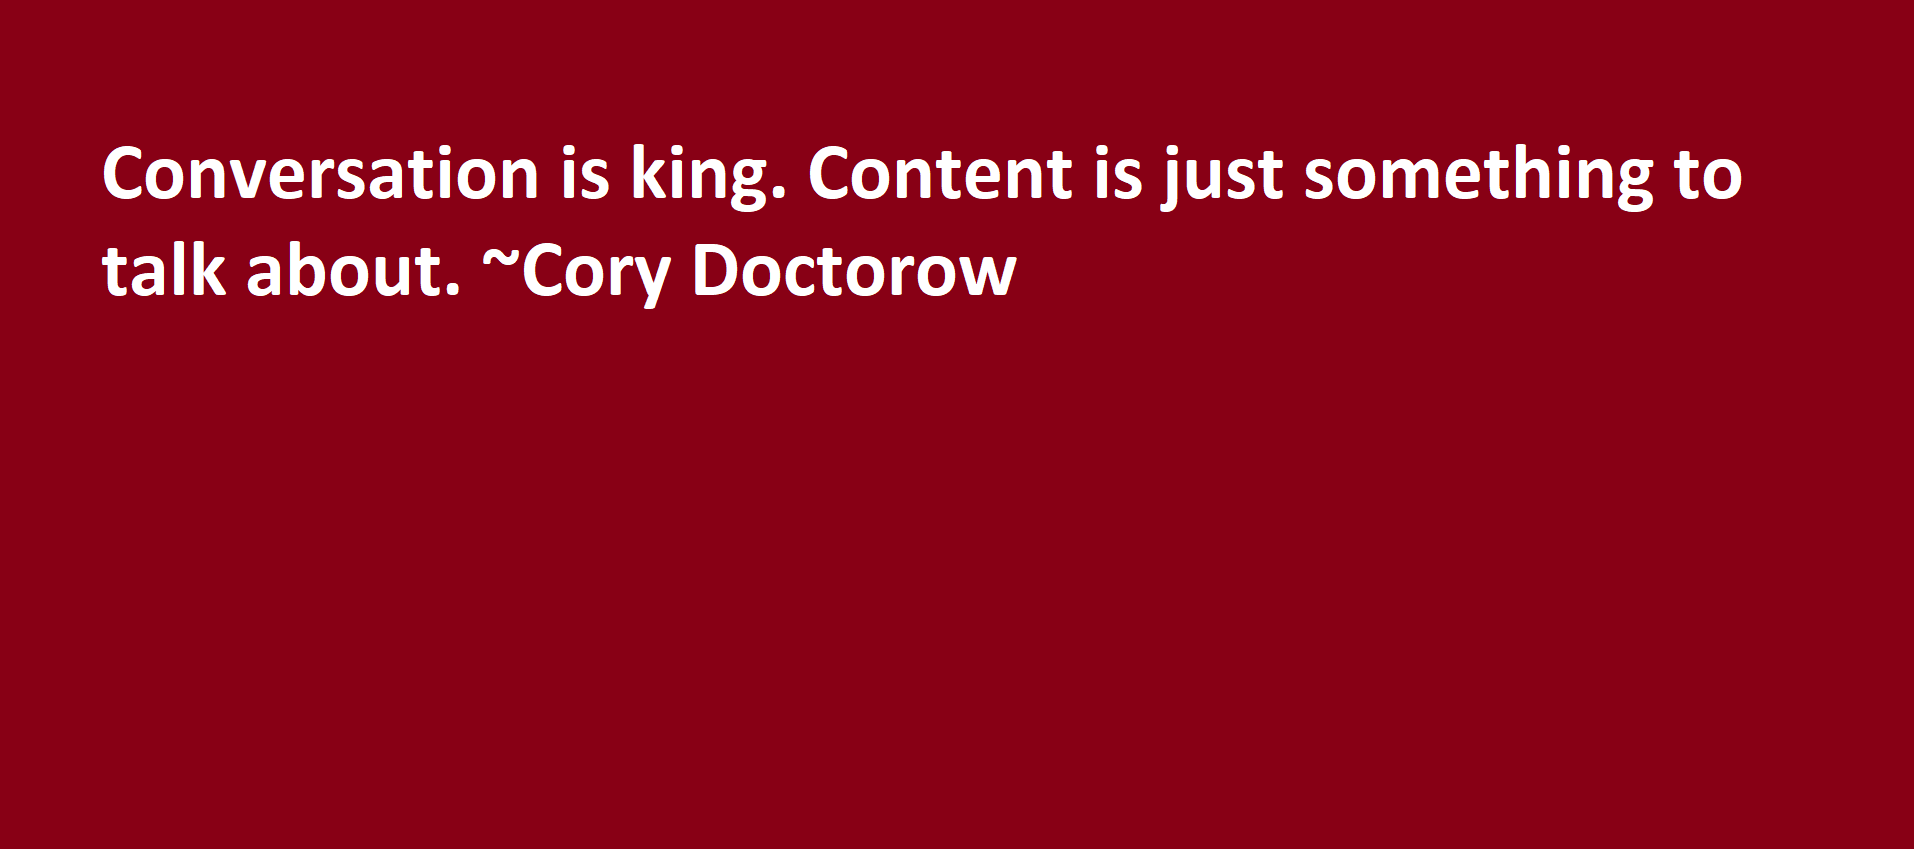 Conversation is king. Content is just something to
talk about. ~Cory Doctorow